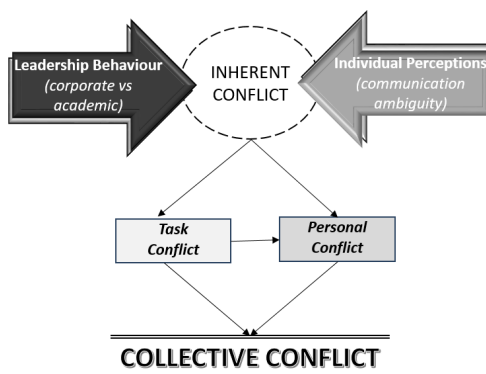 Leadership Behaviour
(corporate vs
academic)
INHERENT
CONFLICT
Individual Perceptions
(communication
ambiguity)
Task
Conflict
Personal
Conflict
COLLECTIVE CONFLICT